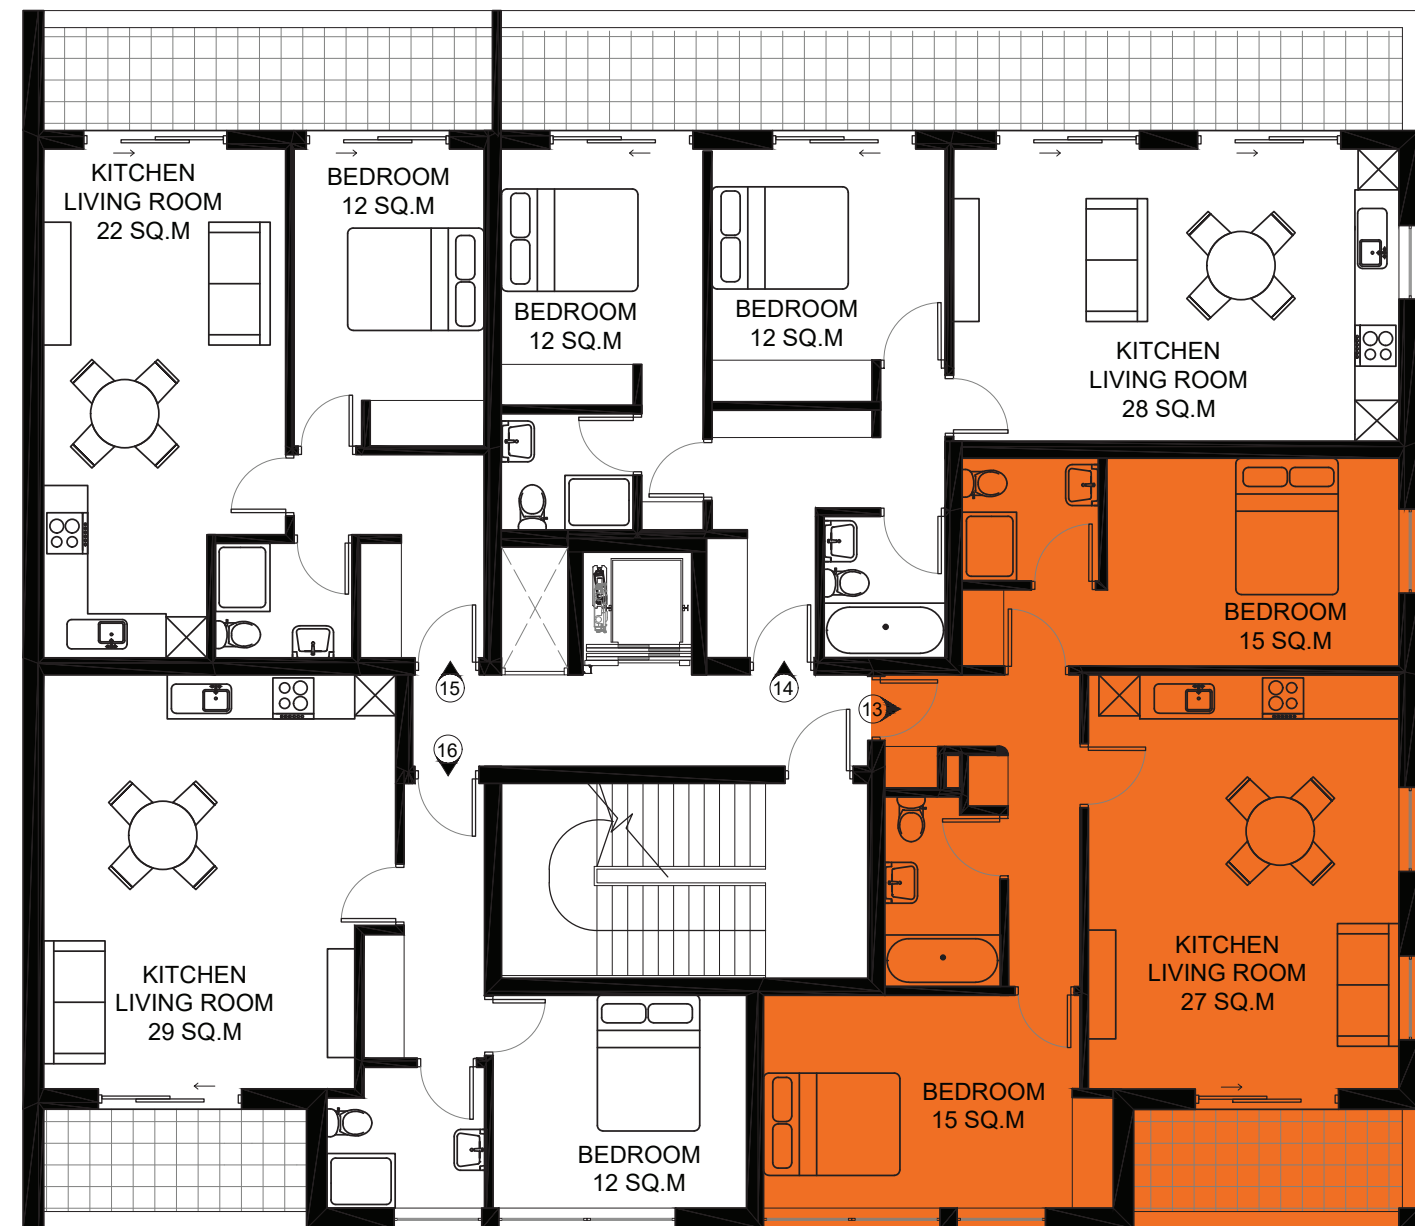 KITCHEN
LIVING ROOM
22 SQ.M
BEDROOM
12 SQ.M
BEDROOM
12 SQ.M
BEDROOM
12 SQ.M
KITCHEN
LIVING ROOM
28 SQ.M
BEDROOM
15 SQ.M
15
14
13
16
KITCHEN
LIVING ROOM
29 SQ.M
KITCHEN
LIVING ROOM
27 SQ.M
BEDROOM
15 SQ.M
BEDROOM
12 SQ.M